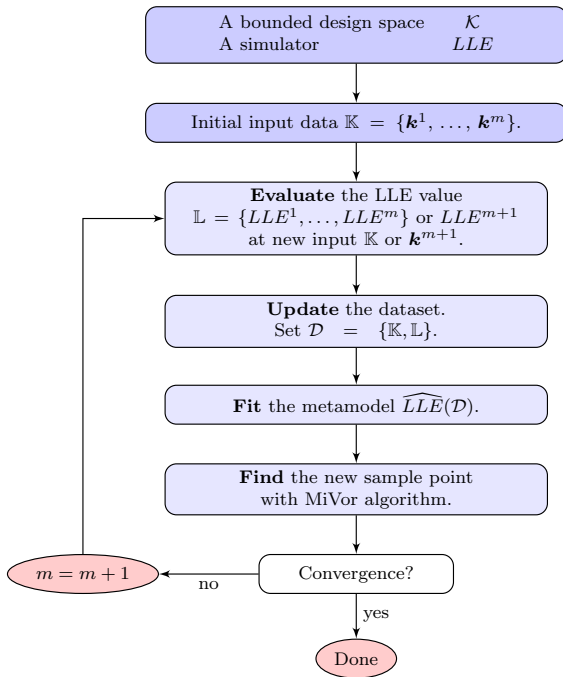 A bounded design space 𝒦
A simulator LLE
Initial input data 𝕂 = {𝒌¹, …, 𝒌ᵐ}.
Evaluate the LLE value
𝕃 = {LLE¹, …, LLEᵐ} or LLEᵐ⁺¹
at new input 𝕂 or 𝒌ᵐ⁺¹.
Update the dataset.
Set 𝒟 = {𝕂, 𝕃}.
Fit the metamodel \widehat{LLE}(𝒟).
Find the new sample point
with MiVor algorithm.
Convergence?
m = m + 1
no
yes
Done